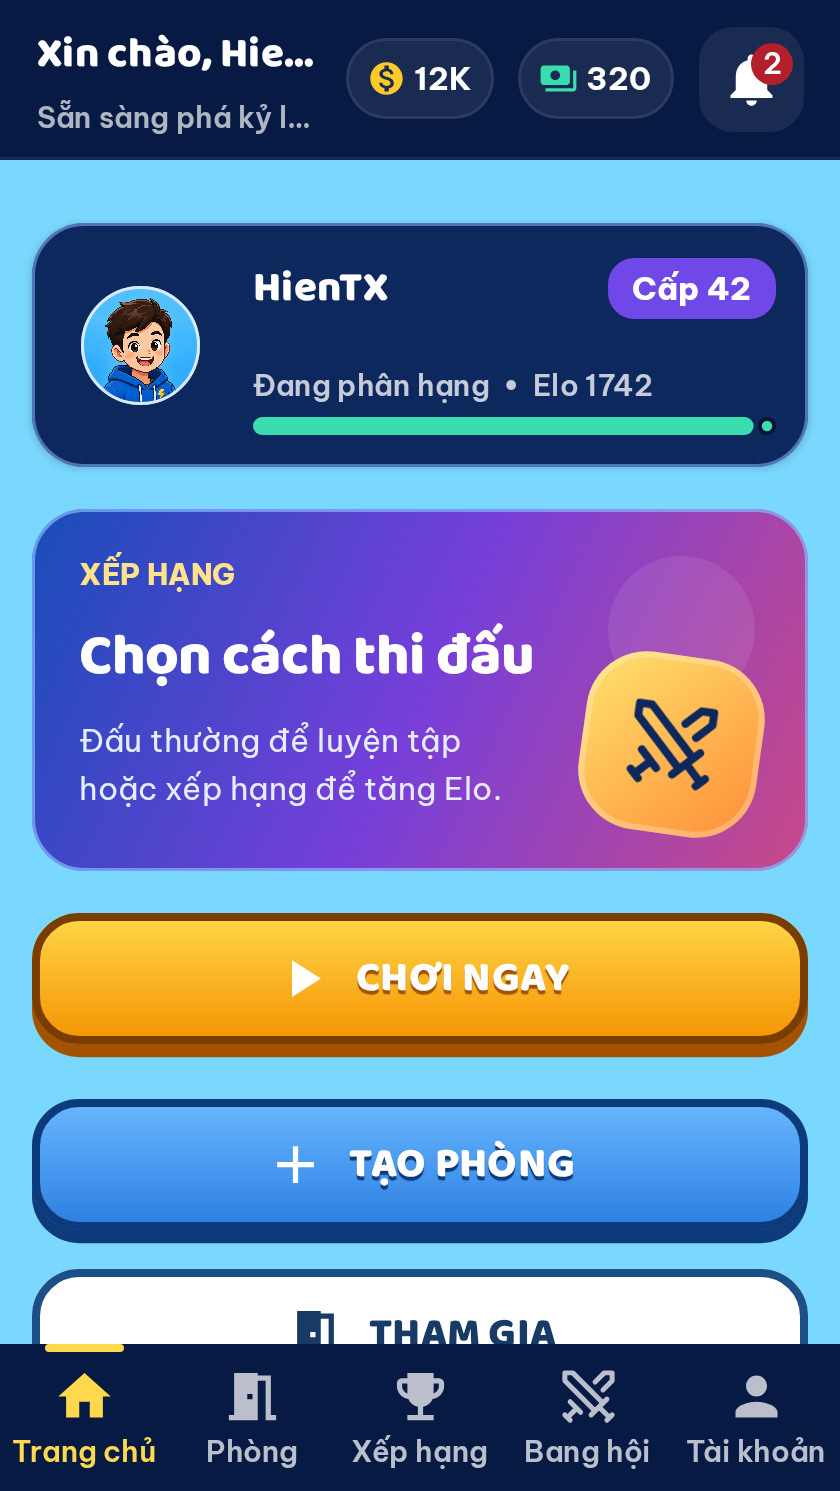 Xin chào, Hie...
Sẵn sàng phá kỷ l...
12K
320
2
HienTX
Cấp 42
Đang phân hạng • Elo 1742
XẾP HẠNG
Chọn cách thi đấu
Đấu thường để luyện tập
hoặc xếp hạng để tăng Elo.
CHƠI NGAY
TẠO PHÒNG
THAM GIA
Trang chủ
Phòng
Xếp hạng
Bang hội
Tài khoản